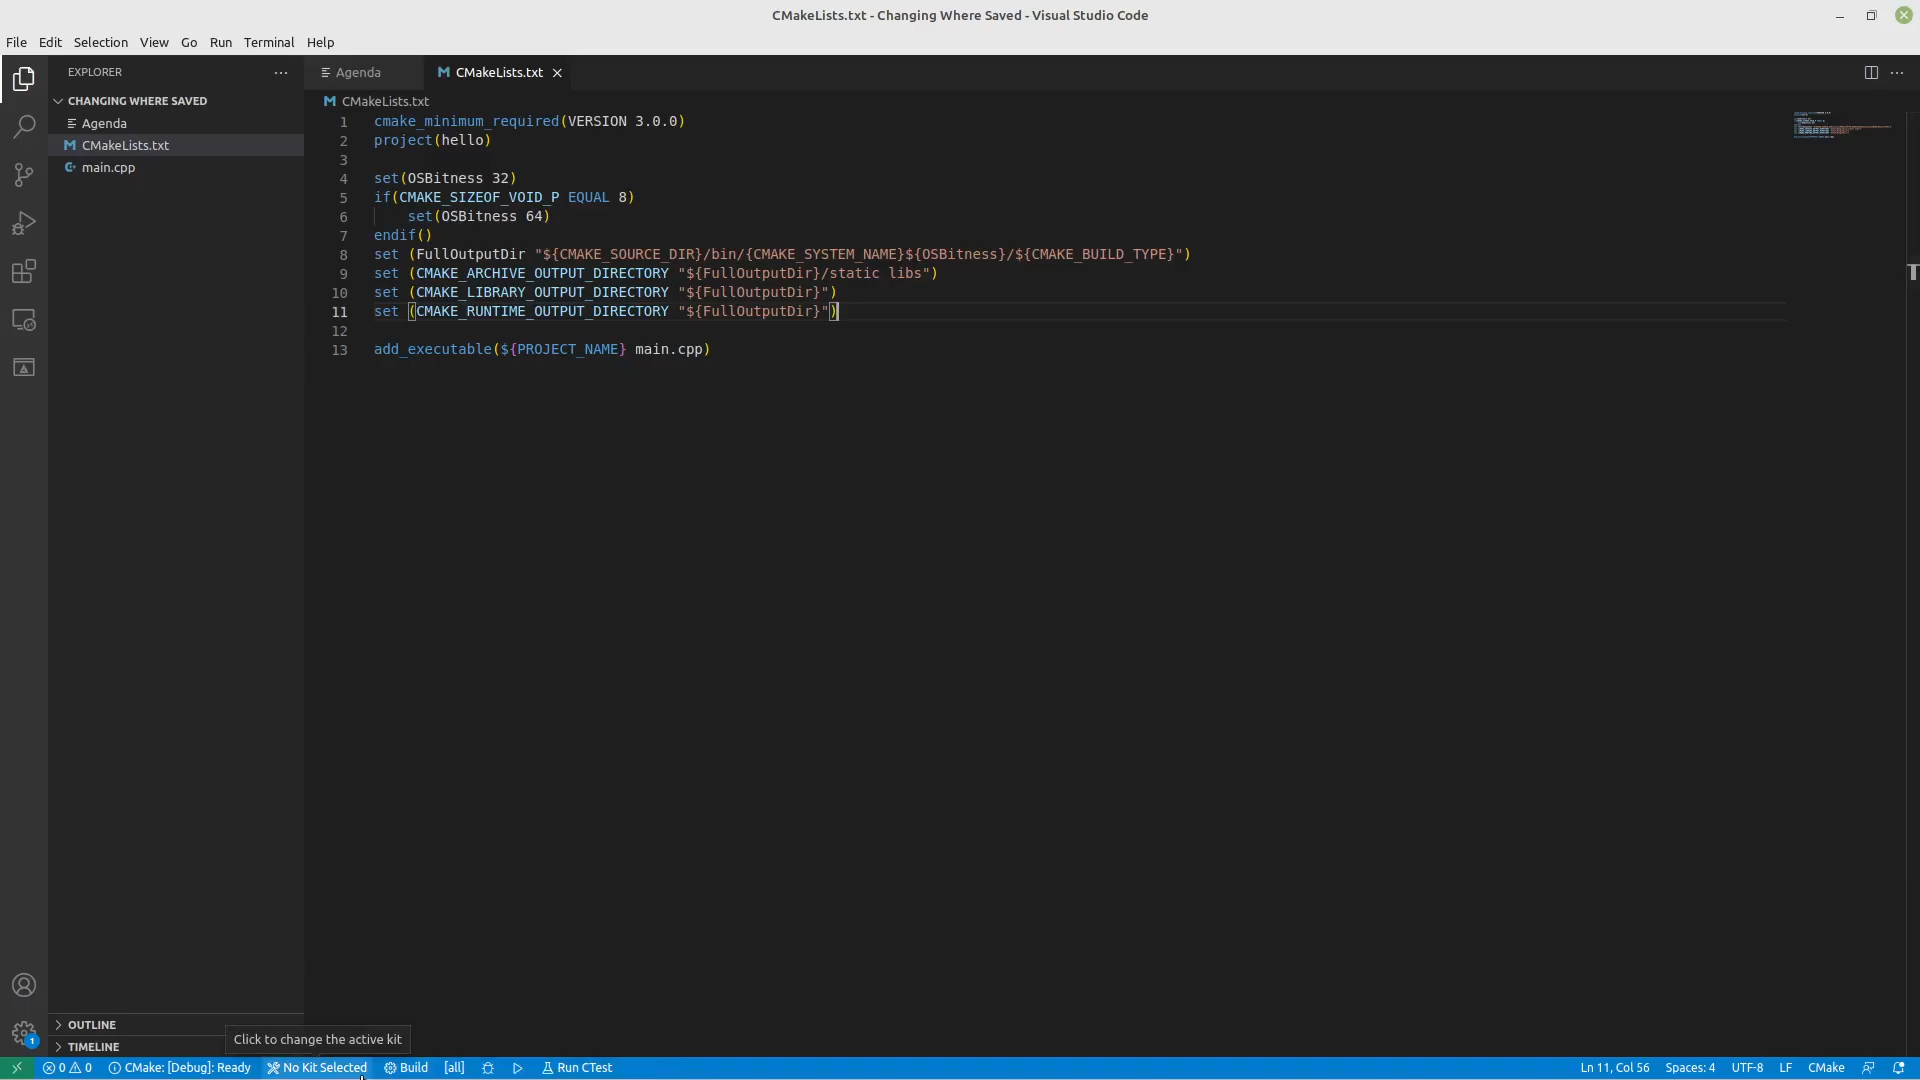 CMakeLists.txt - Changing Where Saved - Visual Studio Code
File Edit Selection View Go Run Terminal Help
EXPLORER
CHANGING WHERE SAVED
Agenda
CMakeLists.txt
main.cpp
Agenda
CMakeLists.txt
CMakeLists.txt
1 cmake_minimum_required(VERSION 3.0.0)
2 project(hello)
3
4 set(OSBitness 32)
5 if(CMAKE_SIZEOF_VOID_P EQUAL 8)
6 set(OSBitness 64)
7 endif()
8 set (FullOutputDir "${CMAKE_SOURCE_DIR}/bin/{CMAKE_SYSTEM_NAME}${OSBitness}/${CMAKE_BUILD_TYPE}")
9 set (CMAKE_ARCHIVE_OUTPUT_DIRECTORY "${FullOutputDir}/static libs")
10 set (CMAKE_LIBRARY_OUTPUT_DIRECTORY "${FullOutputDir}")
11 set (CMAKE_RUNTIME_OUTPUT_DIRECTORY "${FullOutputDir}")
12
13 add_executable(${PROJECT_NAME} main.cpp)
OUTLINE
Click to change the active kit
TIMELINE
1
0 0 CMake: [Debug]: Ready No Kit Selected Build [all] Run CTest Ln 11, Col 56 Spaces: 4 UTF-8 LF CMake